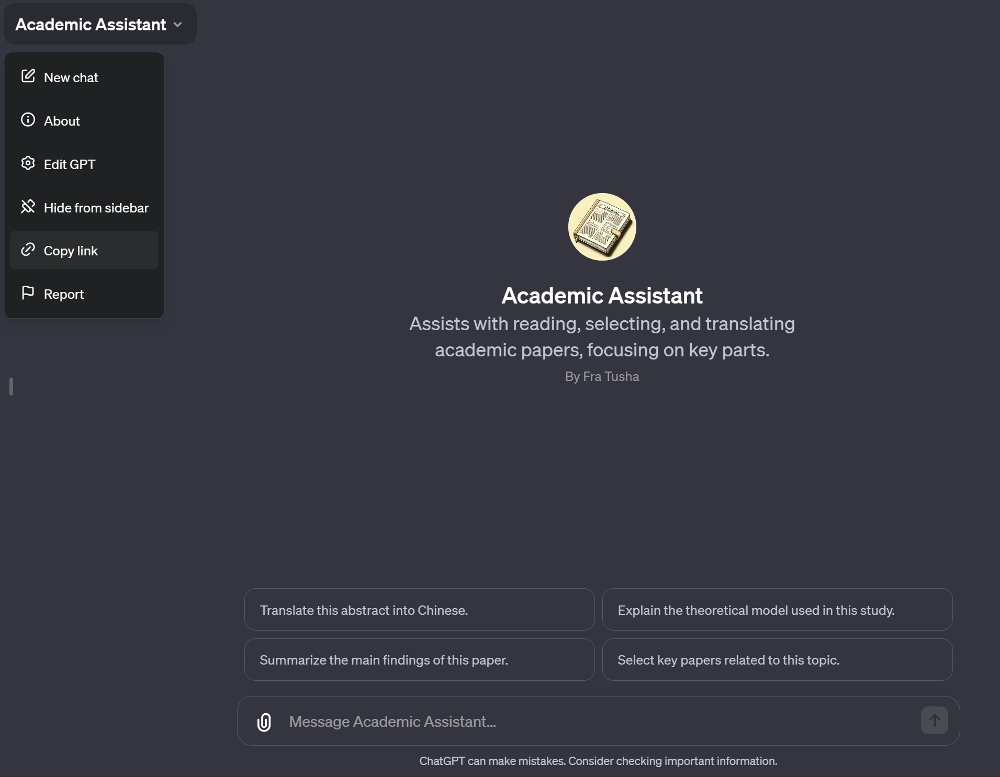 Academic Assistant
New chat
About
Edit GPT
Hide from sidebar
Copy link
Report
JOURNAL
Academic Assistant
Assists with reading, selecting, and translating
academic papers, focusing on key parts.
By Fra Tusha
Translate this abstract into Chinese.
Explain the theoretical model used in this study.
Summarize the main findings of this paper.
Select key papers related to this topic.
Message Academic Assistant...
ChatGPT can make mistakes. Consider checking important information.